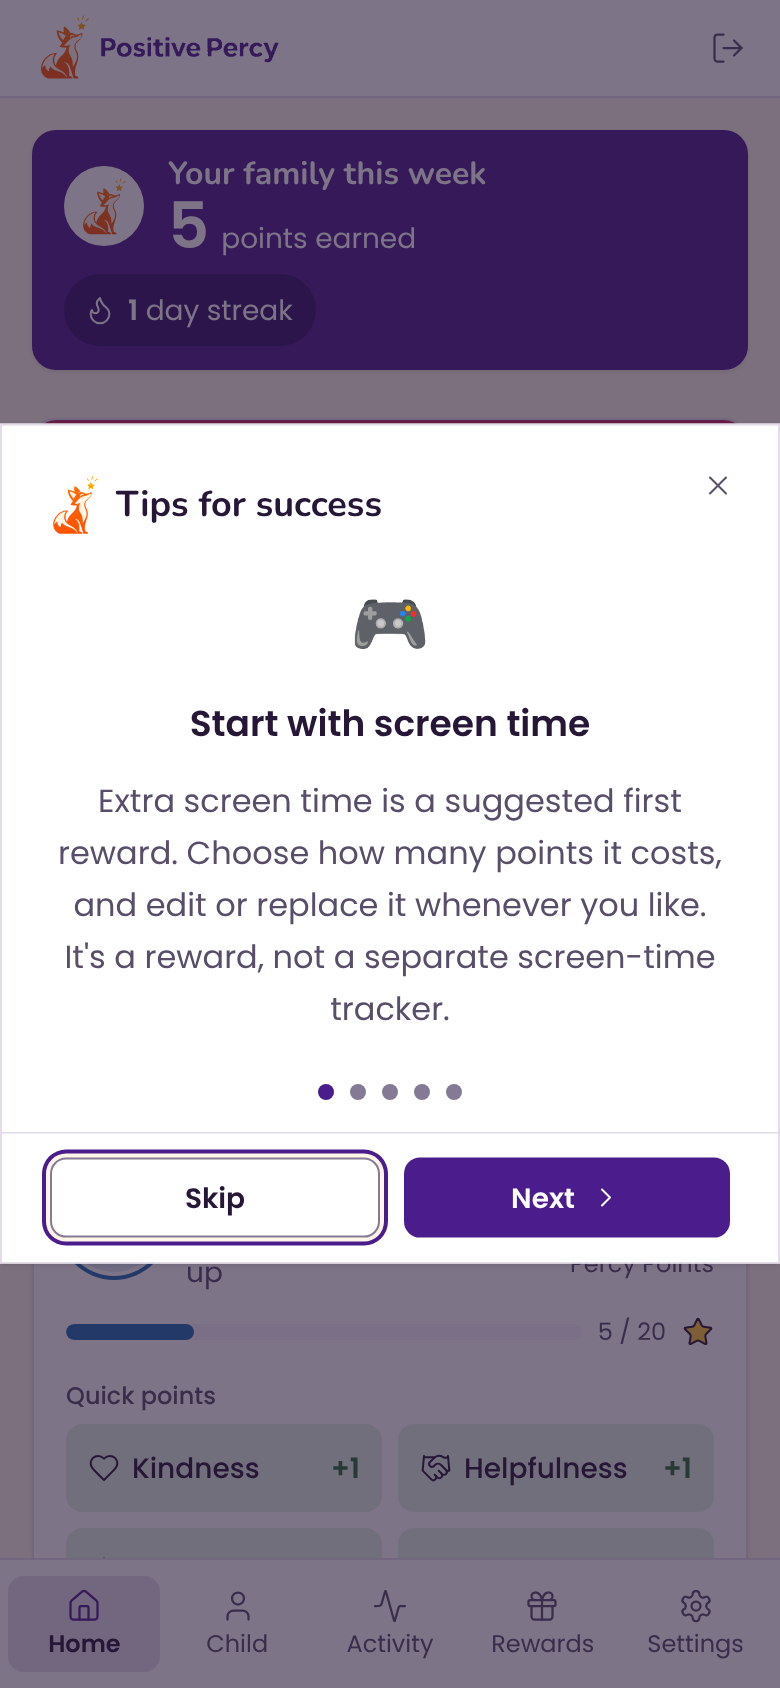 Positive Percy
Your family this week
5 points earned
1 day streak
Tips for success
Start with screen time
Extra screen time is a suggested first
reward. Choose how many points it costs,
and edit or replace it whenever you like.
It's a reward, not a separate screen-time
tracker.
Skip
Next
up
Percy Points
5 / 20
Quick points
Kindness +1
Helpfulness +1
Home
Child
Activity
Rewards
Settings